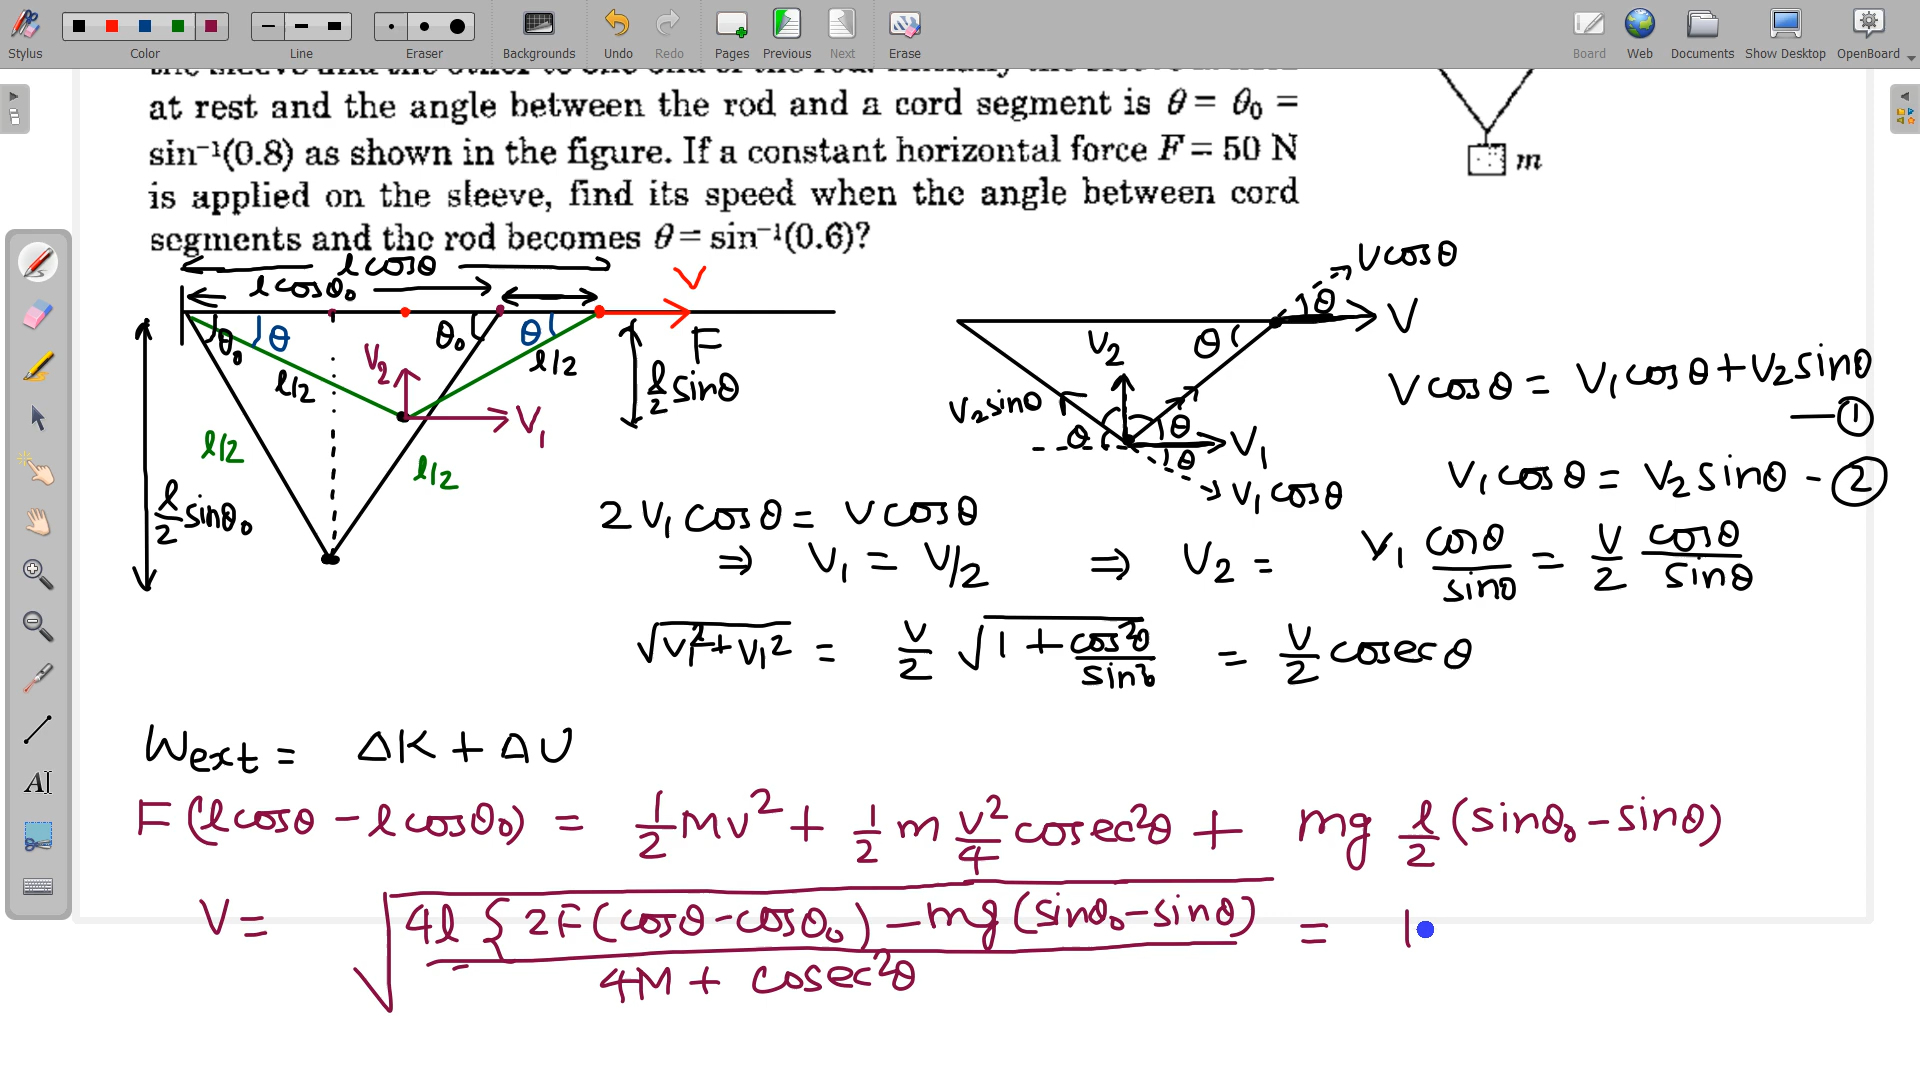 Stylus Color Line Eraser Backgrounds Undo Redo Pages Previous Next Erase Board Web Documents Show Desktop OpenBoard
at rest and the angle between the rod and a cord segment is θ = θ₀ =
sin⁻¹(0.8) as shown in the figure. If a constant horizontal force F = 50 N
is applied on the sleeve, find its speed when the angle between cord
segments and the rod becomes θ = sin⁻¹(0.6)?
m
l cosθ
l cosθ₀
V
F
θ₀ θ θ₀ θ
l/2 l/2
V₂
V₁
l/2 sinθ
l/2 l/2
l/2 sinθ₀
V cosθ
θ V
V₂ θ
V₂ sinθ
θ θ V₁
θ V₁ cosθ
V cosθ = V₁ cosθ + V₂ sinθ
— ①
V₁ cosθ = V₂ sinθ - ②
2 V₁ cosθ = V cosθ
⇒ V₁ = V/2 ⇒ V₂ = V₁ cosθ/sinθ = V/2 cosθ/sinθ
√V₁²+V₁² = V/2 √1 + cos²θ/sin²θ = V/2 cosec θ
Wext = ΔK + ΔU
F (l cosθ - l cosθ₀) = 1/2 Mv² + 1/2 m v²/4 cosec²θ + mg l/2 (sinθ₀ - sinθ)
V = √4l { 2F (cosθ - cosθ₀) - mg (sinθ₀ - sinθ) / 4M + cosec²θ = 1
AI